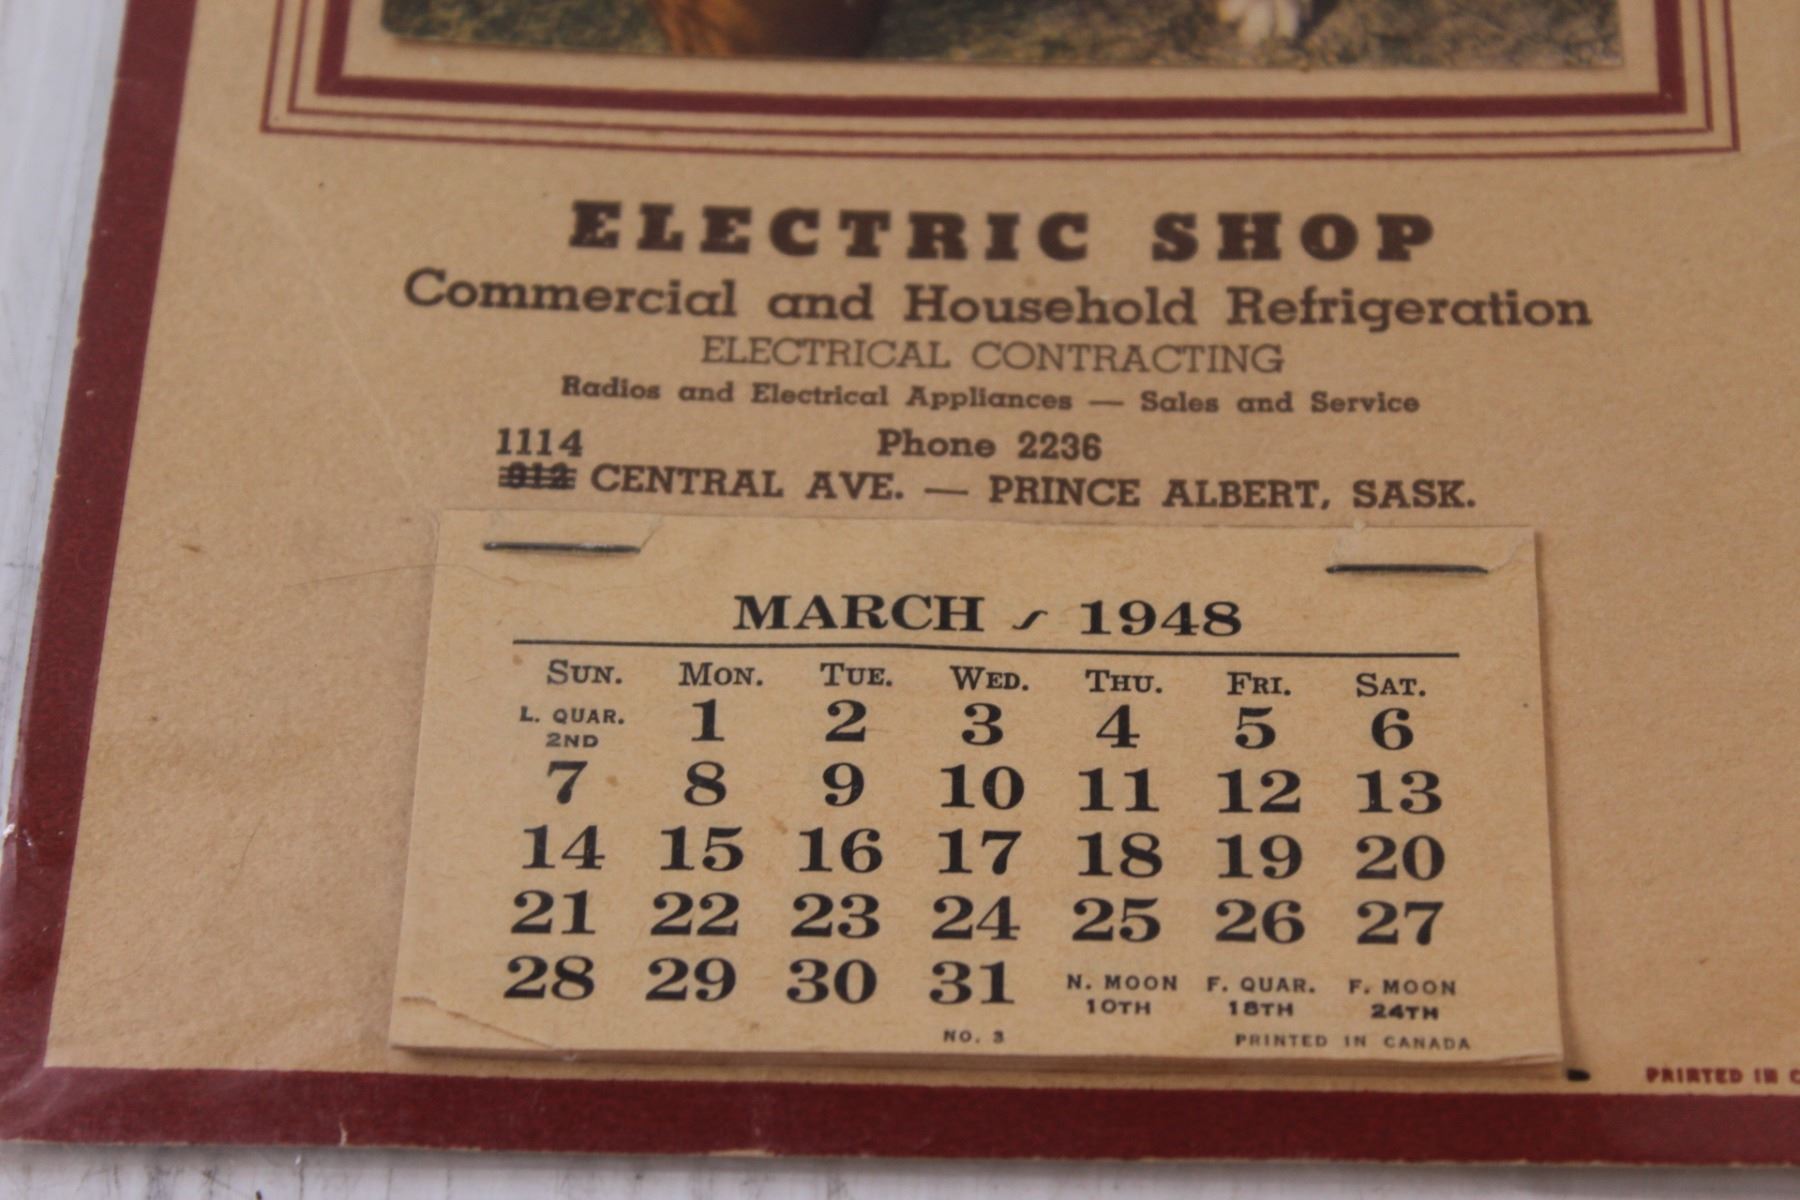 ELECTRIC SHOP
Commercial and Household Refrigeration
ELECTRICAL CONTRACTING
Radios and Electrical Appliances — Sales and Service
1114 Phone 2236
912 CENTRAL AVE. — PRINCE ALBERT, SASK.
MARCH - 1948
SUN. MON. TUE. WED. THU. FRI. SAT.
L. QUAR. 2ND 1 2 3 4 5 6
7 8 9 10 11 12 13
14 15 16 17 18 19 20
21 22 23 24 25 26 27
28 29 30 31 N. MOON 10TH F. QUAR. 18TH F. MOON 24TH
NO. 3 PRINTED IN CANADA
PRINTED IN C